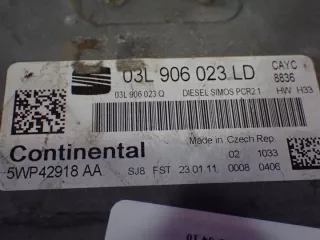 03L 906 023 LD
CAYC
8836
03L 906 023 Q
DIESEL SIMOS PCR2.1
HW H33
Made in Czech Rep.
Continental
02 1033
5WP42918 AA
SJ8 FST 23.01.11 0008 0406